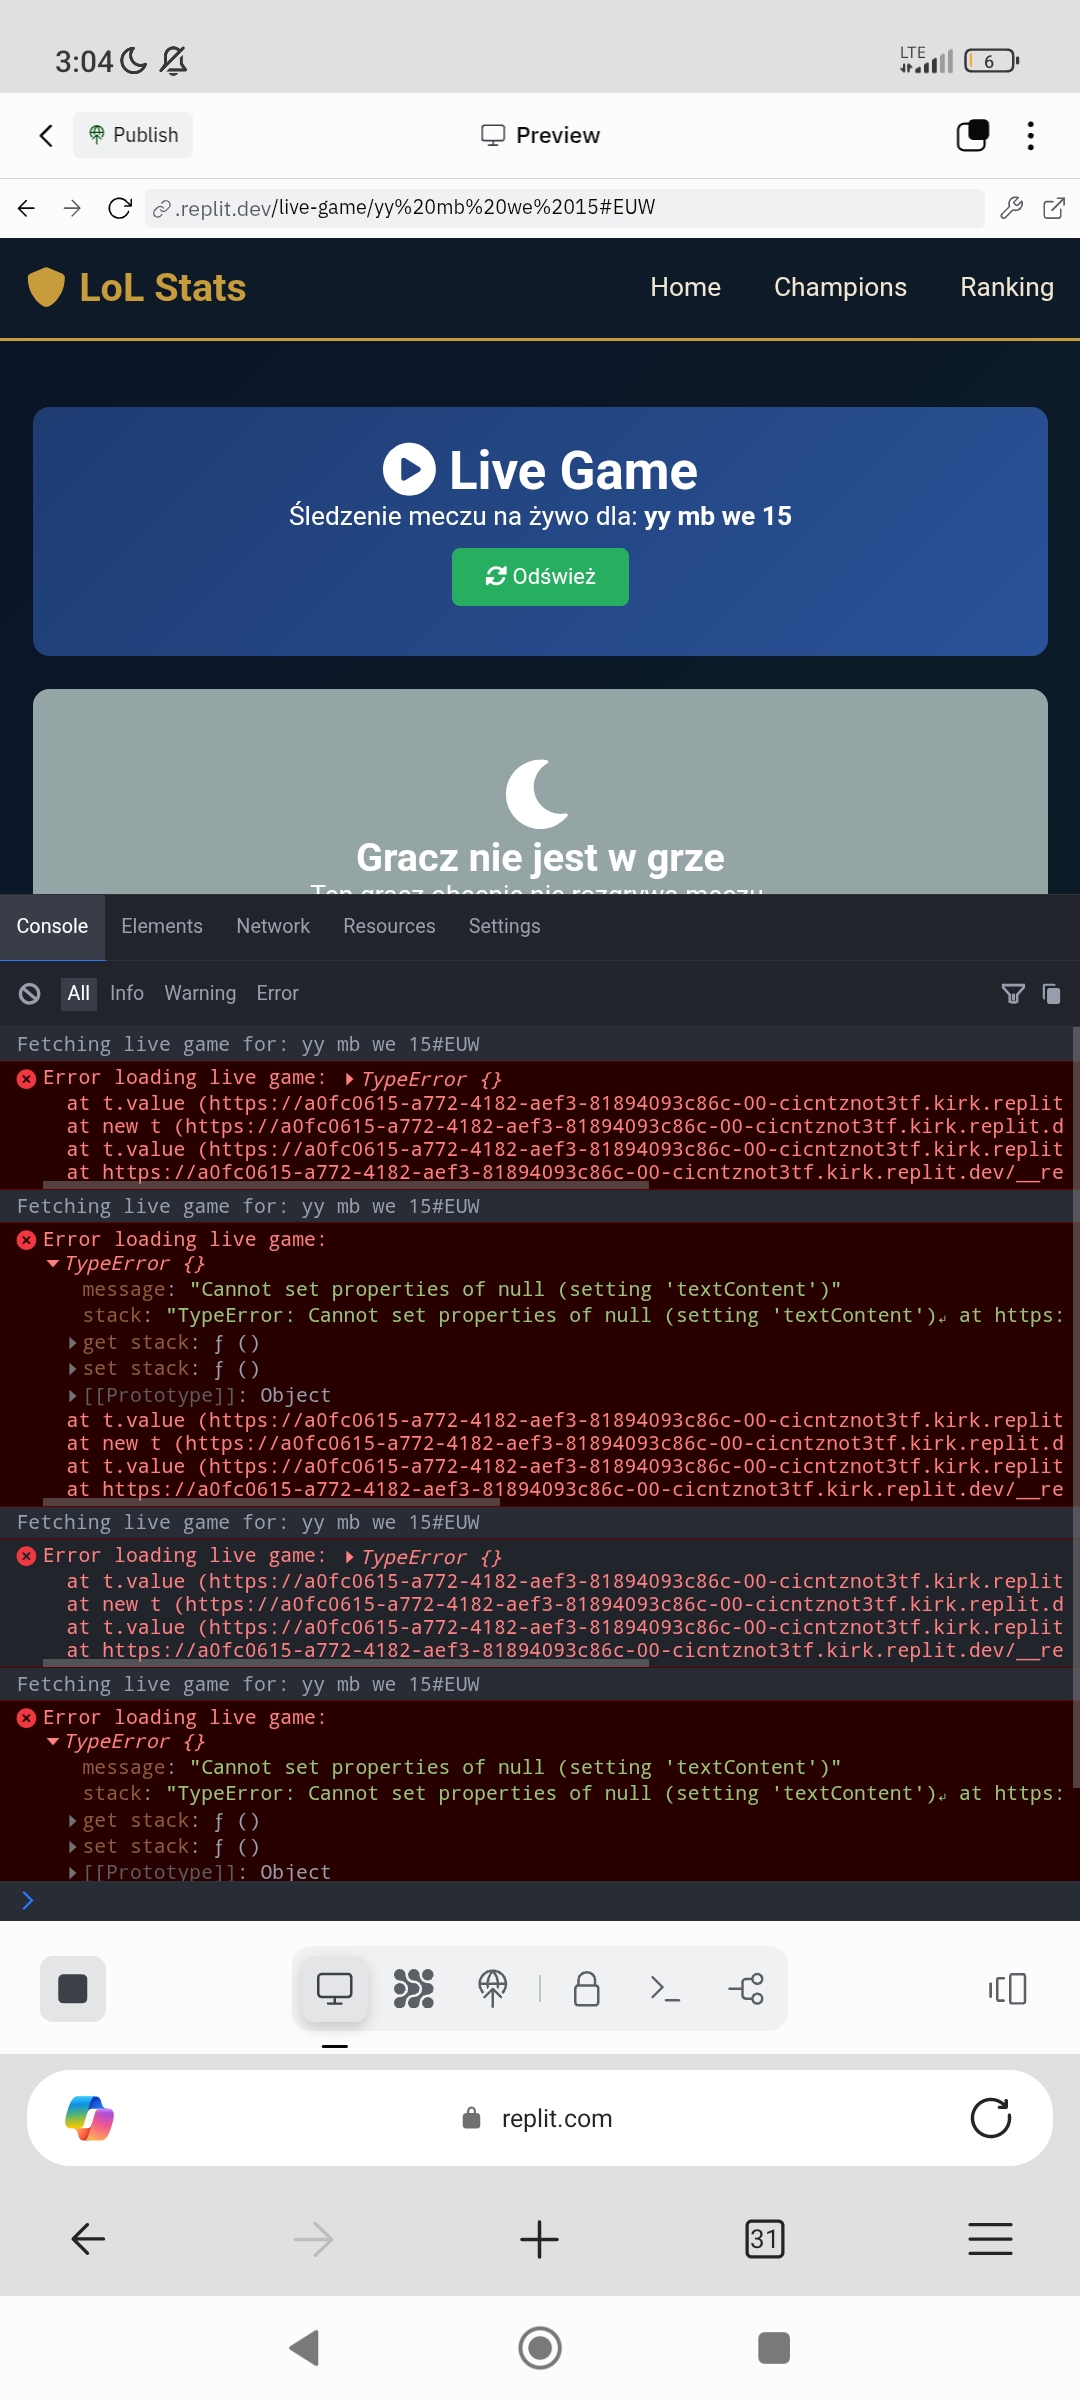 3:04
LTE
6
Publish
Preview
.replit.dev/live-game/yy%20mb%20we%2015#EUW
LoL Stats
Home
Champions
Ranking
Live Game
Śledzenie meczu na żywo dla: yy mb we 15
Odśwież
Gracz nie jest w grze
Ten gracz obecnie nie rozgrywa meczu
Console
Elements
Network
Resources
Settings
All
Info
Warning
Error
Fetching live game for: yy mb we 15#EUW
Error loading live game: TypeError {}
at t.value (https://a0fc0615-a772-4182-aef3-81894093c86c-00-cicntznot3tf.kirk.replit
at new t (https://a0fc0615-a772-4182-aef3-81894093c86c-00-cicntznot3tf.kirk.replit.d
at t.value (https://a0fc0615-a772-4182-aef3-81894093c86c-00-cicntznot3tf.kirk.replit
at https://a0fc0615-a772-4182-aef3-81894093c86c-00-cicntznot3tf.kirk.replit.dev/__re
Fetching live game for: yy mb we 15#EUW
Error loading live game:
TypeError {}
message: "Cannot set properties of null (setting 'textContent')"
stack: "TypeError: Cannot set properties of null (setting 'textContent')↲ at https:
get stack: ƒ ()
set stack: ƒ ()
[[Prototype]]: Object
at t.value (https://a0fc0615-a772-4182-aef3-81894093c86c-00-cicntznot3tf.kirk.replit
at new t (https://a0fc0615-a772-4182-aef3-81894093c86c-00-cicntznot3tf.kirk.replit.d
at t.value (https://a0fc0615-a772-4182-aef3-81894093c86c-00-cicntznot3tf.kirk.replit
at https://a0fc0615-a772-4182-aef3-81894093c86c-00-cicntznot3tf.kirk.replit.dev/__re
Fetching live game for: yy mb we 15#EUW
Error loading live game: TypeError {}
at t.value (https://a0fc0615-a772-4182-aef3-81894093c86c-00-cicntznot3tf.kirk.replit
at new t (https://a0fc0615-a772-4182-aef3-81894093c86c-00-cicntznot3tf.kirk.replit.d
at t.value (https://a0fc0615-a772-4182-aef3-81894093c86c-00-cicntznot3tf.kirk.replit
at https://a0fc0615-a772-4182-aef3-81894093c86c-00-cicntznot3tf.kirk.replit.dev/__re
Fetching live game for: yy mb we 15#EUW
Error loading live game:
TypeError {}
message: "Cannot set properties of null (setting 'textContent')"
stack: "TypeError: Cannot set properties of null (setting 'textContent')↲ at https:
get stack: ƒ ()
set stack: ƒ ()
[[Prototype]]: Object
replit.com
31